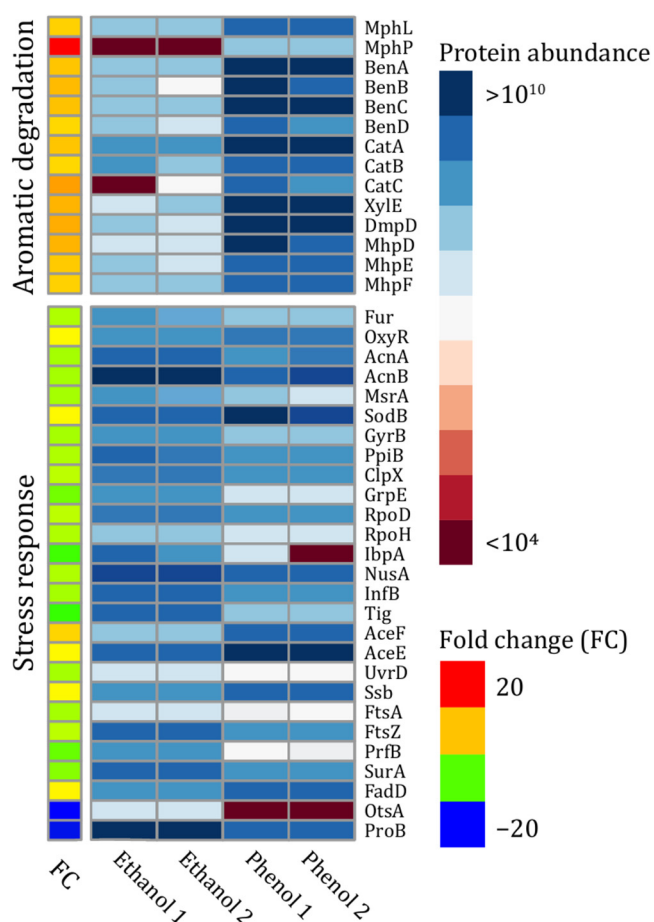 Aromatic degradation
MphL
MphP
BenA
BenB
BenC
BenD
CatA
CatB
CatC
XylE
DmpD
MhpD
MhpE
MhpF
Stress response
Fur
OxyR
AcnA
AcnB
MsrA
SodB
GyrB
PpiB
ClpX
GrpE
RpoD
RpoH
IbpA
NusA
InfB
Tig
AceF
AceE
UvrD
Ssb
FtsA
FtsZ
PrfB
SurA
FadD
OtsA
ProB
FC
Ethanol 1
Ethanol 2
Phenol 1
Phenol 2
Protein abundance
>10¹⁰
<10⁴
Fold change (FC)
20
–20